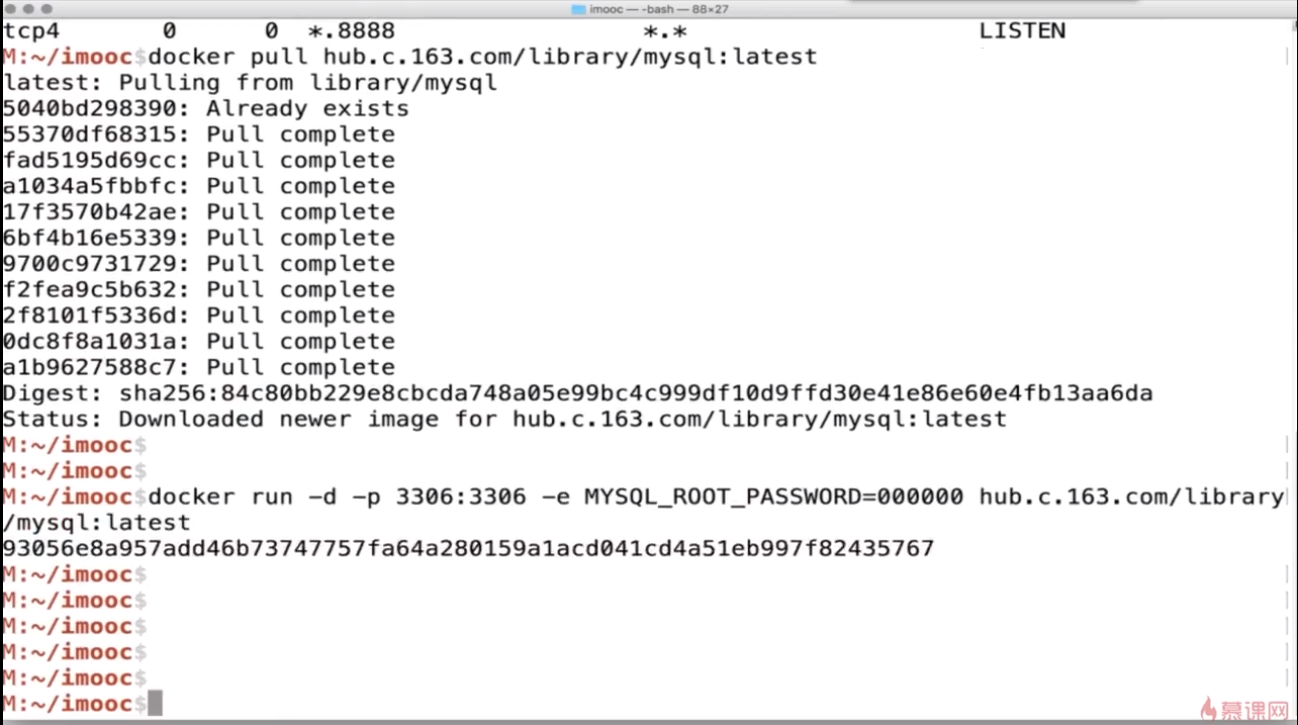 imooc — -bash — 88×27
tcp4 0 0 *.8888 *.* LISTEN
M:~/imooc$docker pull hub.c.163.com/library/mysql:latest
latest: Pulling from library/mysql
5040bd298390: Already exists
55370df68315: Pull complete
fad5195d69cc: Pull complete
a1034a5fbbfc: Pull complete
17f3570b42ae: Pull complete
6bf4b16e5339: Pull complete
9700c9731729: Pull complete
f2fea9c5b632: Pull complete
2f8101f5336d: Pull complete
0dc8f8a1031a: Pull complete
a1b9627588c7: Pull complete
Digest: sha256:84c80bb229e8cbcda748a05e99bc4c999df10d9ffd30e41e86e60e4fb13aa6da
Status: Downloaded newer image for hub.c.163.com/library/mysql:latest
M:~/imooc$
M:~/imooc$
M:~/imooc$docker run -d -p 3306:3306 -e MYSQL_ROOT_PASSWORD=000000 hub.c.163.com/library
/mysql:latest
93056e8a957add46b73747757fa64a280159a1acd041cd4a51eb997f82435767
M:~/imooc$
M:~/imooc$
M:~/imooc$
M:~/imooc$
M:~/imooc$
M:~/imooc$
慕课网